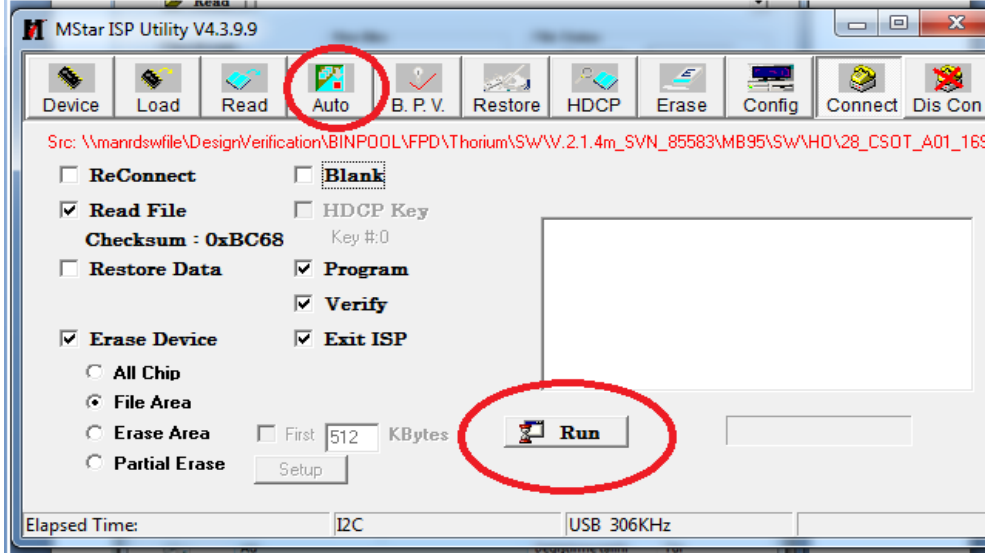 Read
MStar ISP Utility V4.3.9.9
Device Load Read Auto B. P. V. Restore HDCP Erase Config Connect Dis Con
Src: \\manrdswfile\DesignVerification\BINPOOL\FPD\Thorium\SW\V.2.1.4m_SVN_85583\MB95\SW\HO\28_CSOT_A01_169
ReConnect Blank
Read File HDCP Key
Checksum : 0xBC68 Key #:0
Restore Data Program
Verify
Erase Device Exit ISP
All Chip
File Area
Erase Area First 512 KBytes Run
Partial Erase Setup
Elapsed Time: I2C USB 306KHz